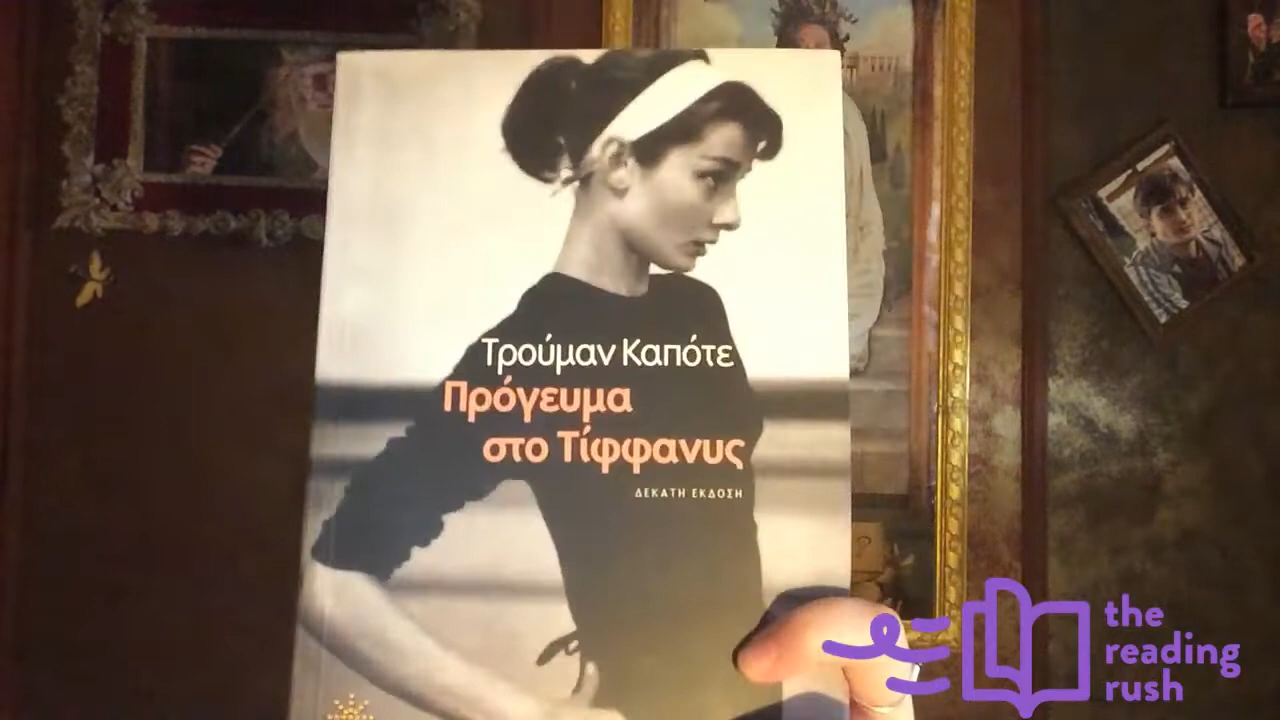 Τρούμαν Καπότε
Πρόγευμα
στο Τίφφανυς
ΔΕΚΑΤΗ ΕΚΔΟΣΗ
the
reading
rush